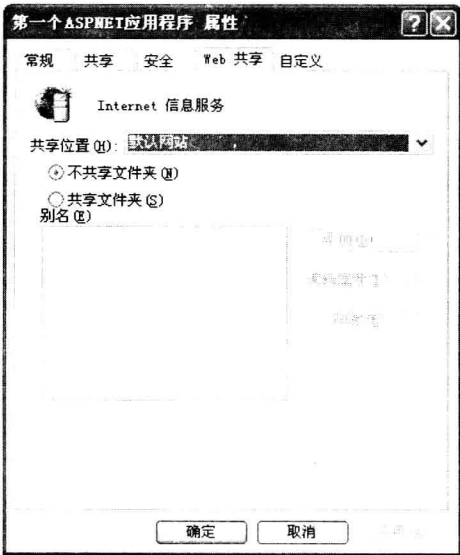 第一个ASPNET应用程序 属性
常规 共享 安全 Web 共享 自定义
Internet 信息服务
共享位置(H): 默认网站
不共享文件夹(N)
共享文件夹(S)
别名(E)
确定 取消